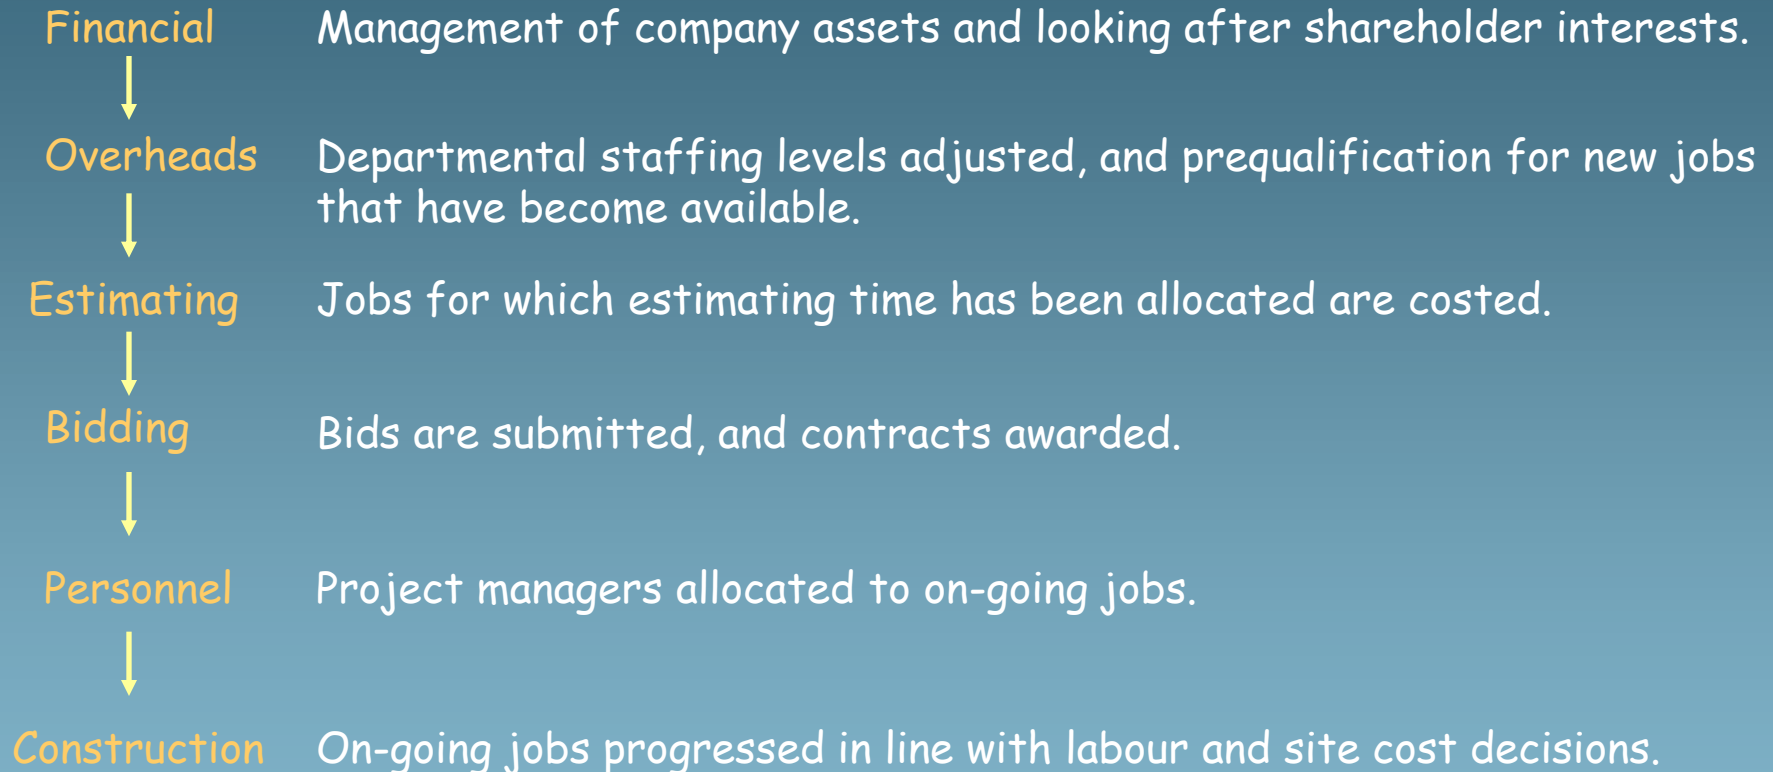 Financial Management of company assets and looking after shareholder interests.
Overheads Departmental staffing levels adjusted, and prequalification for new jobs
that have become available.
Estimating Jobs for which estimating time has been allocated are costed.
Bidding Bids are submitted, and contracts awarded.
Personnel Project managers allocated to on-going jobs.
Construction On-going jobs progressed in line with labour and site cost decisions.